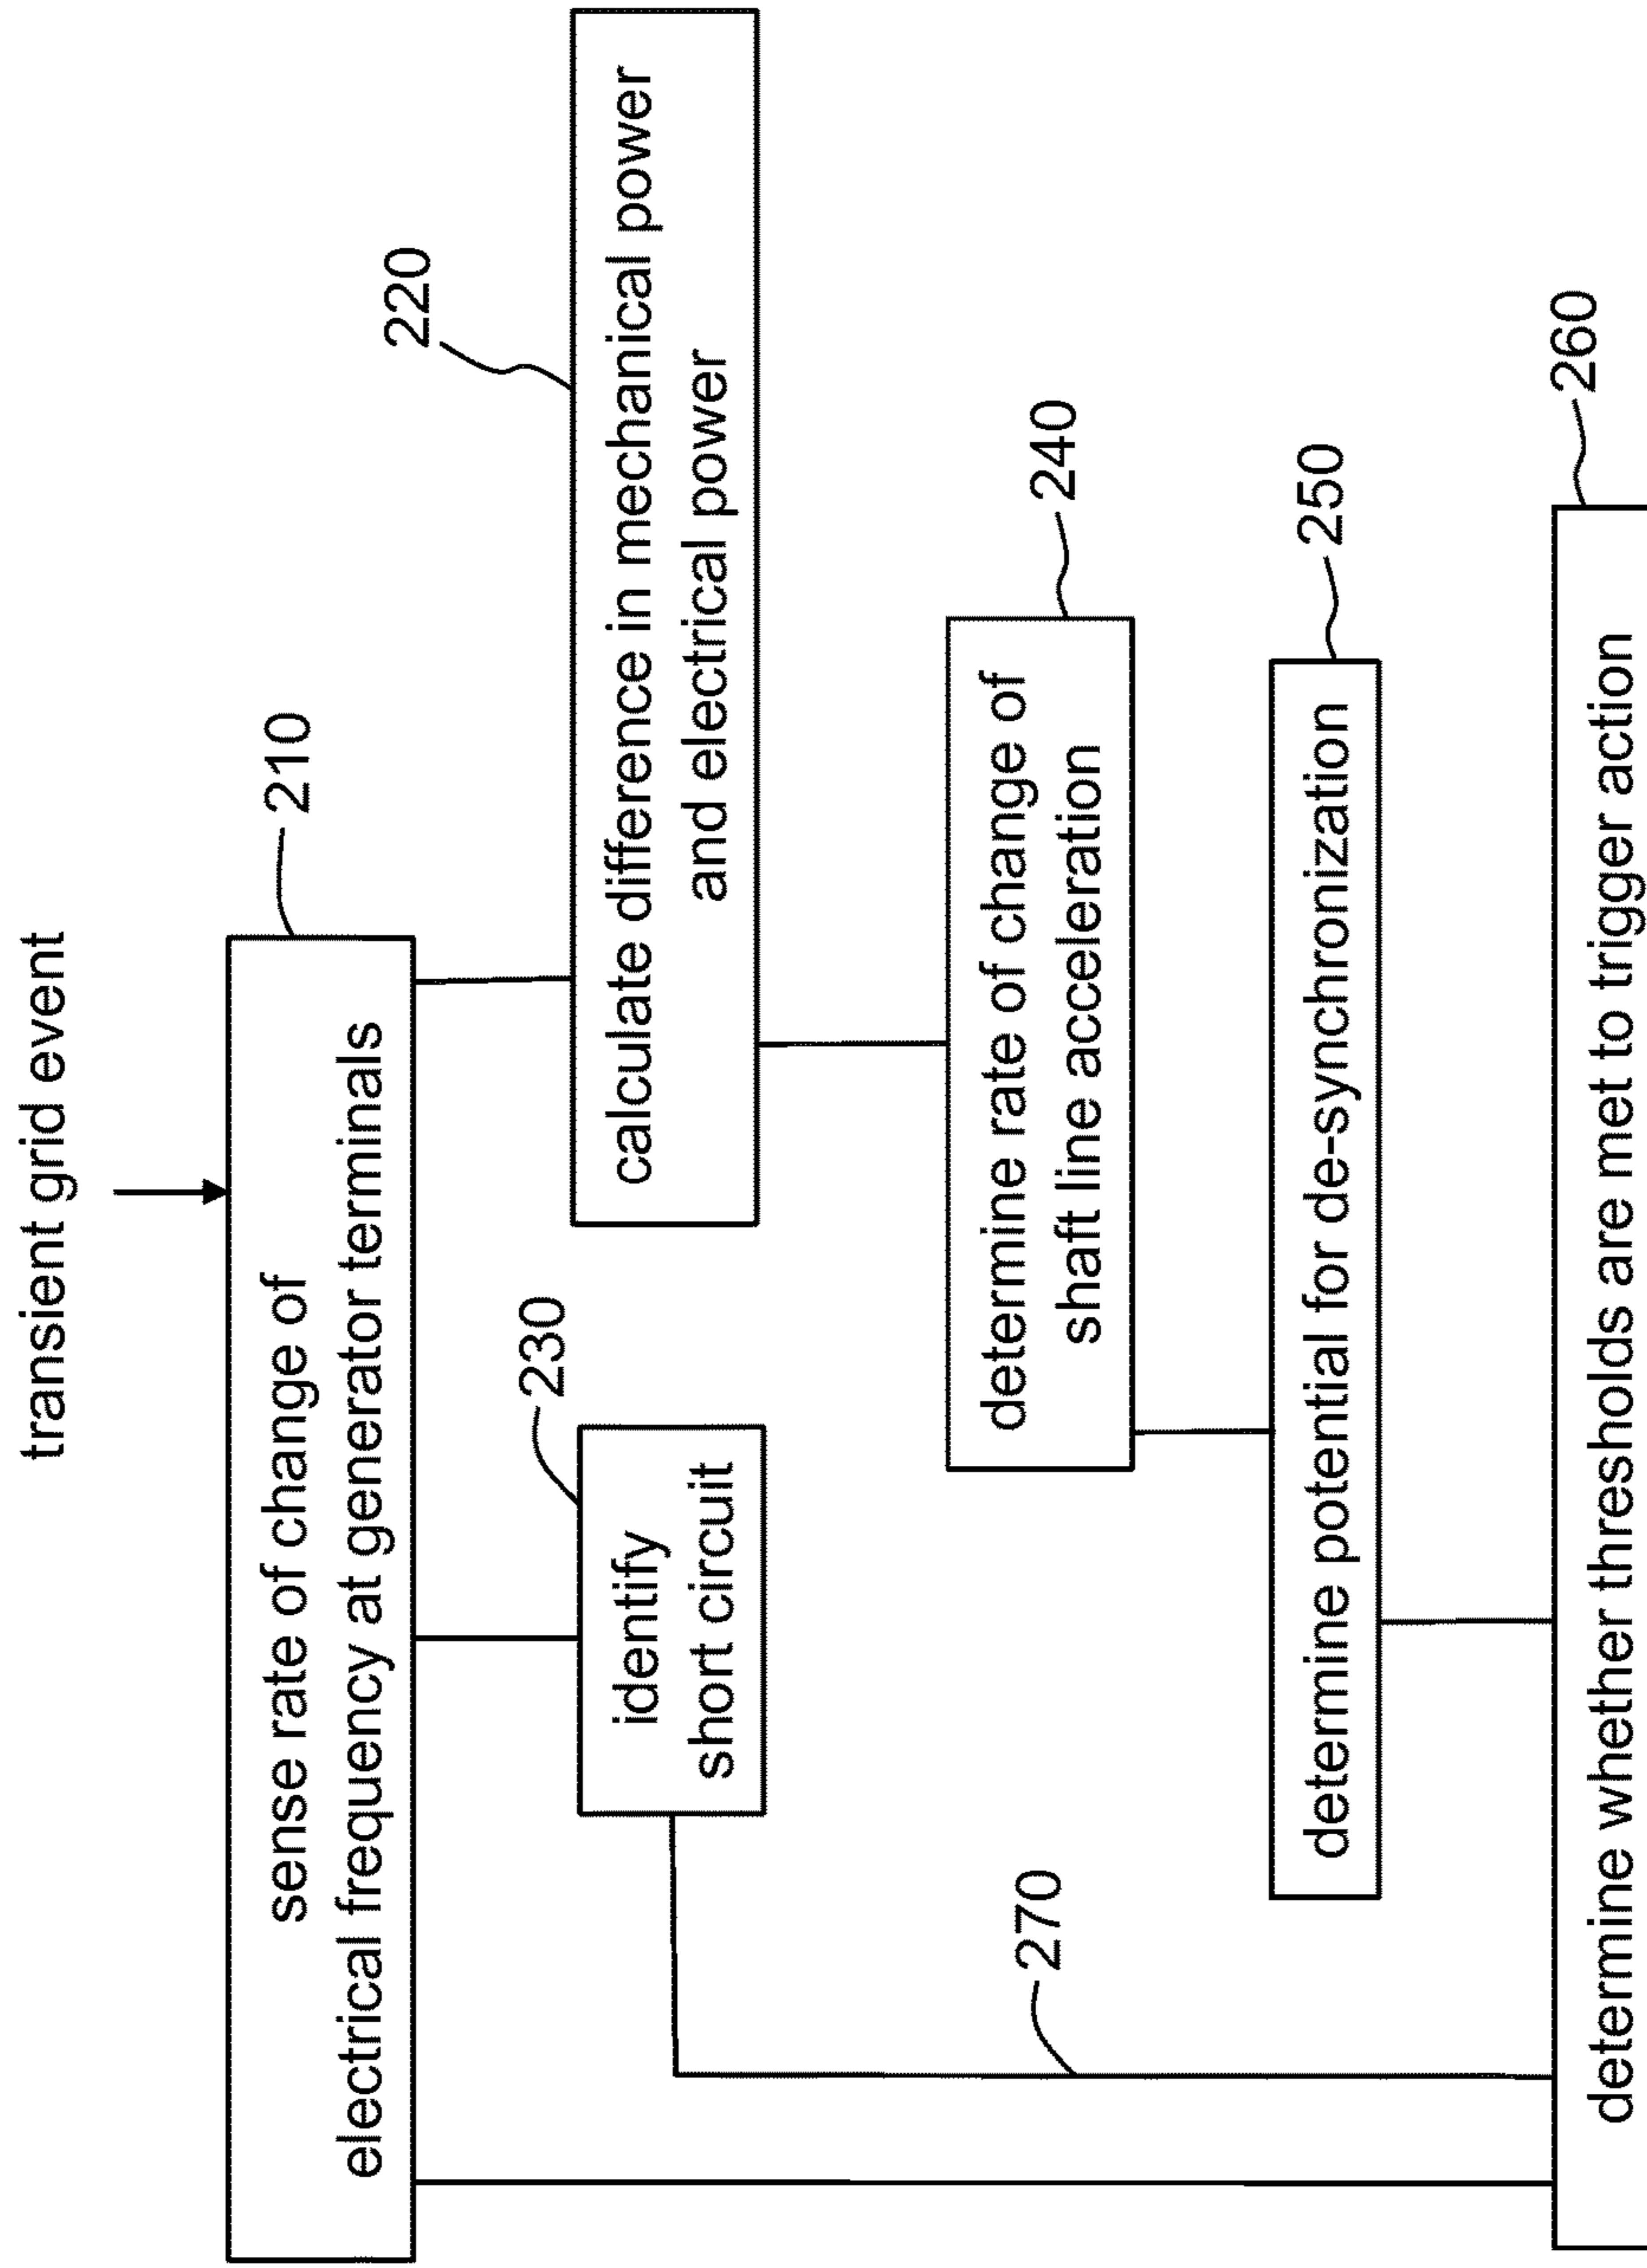 transient grid event
210
sense rate of change of
electrical frequency at generator terminals
220
calculate difference in mechanical power
and electrical power
230
identify
short circuit
240
determine rate of change of
shaft line acceleration
250
determine potential for de-synchronization
270
260
determine whether thresholds are met to trigger action